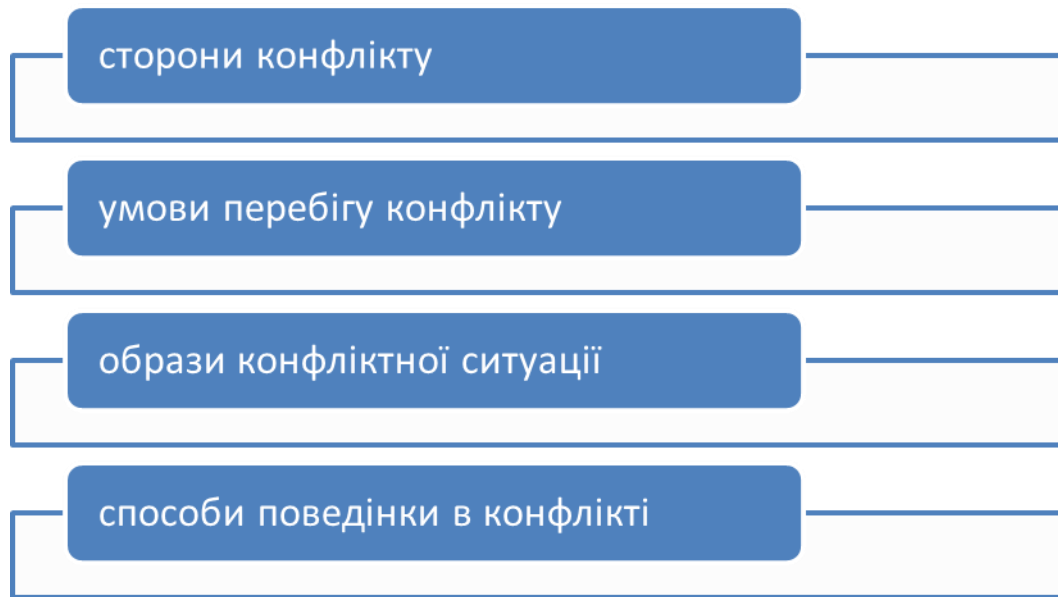 сторони конфлікту
умови перебігу конфлікту
образи конфліктної ситуації
способи поведінки в конфлікті